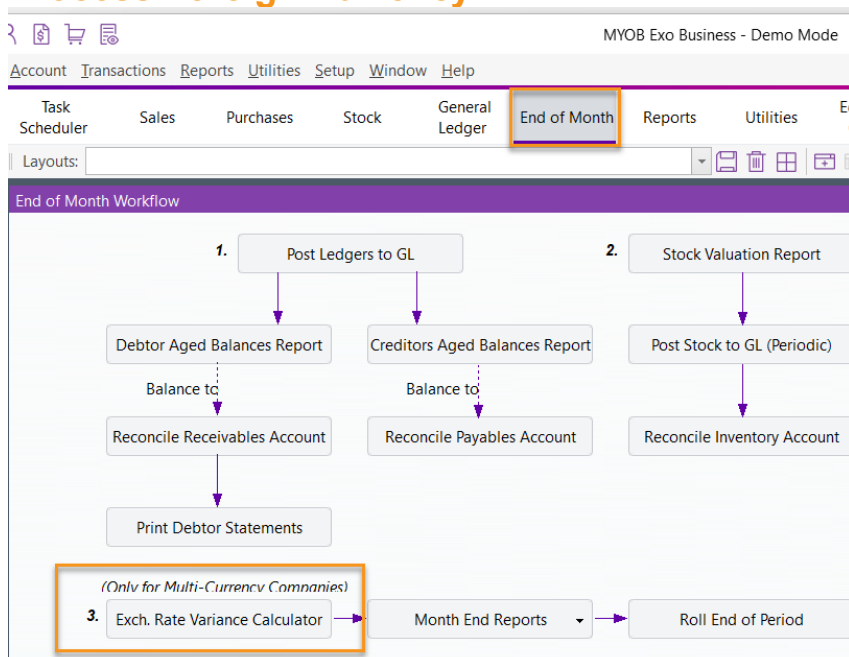 MYOB Exo Business - Demo Mode
Account Transactions Reports Utilities Setup Window Help
Task Scheduler Sales Purchases Stock General Ledger End of Month Reports Utilities
Layouts:
End of Month Workflow
1. Post Ledgers to GL 2. Stock Valuation Report
Debtor Aged Balances Report Creditors Aged Balances Report Post Stock to GL (Periodic)
Balance to Balance to
Reconcile Receivables Account Reconcile Payables Account Reconcile Inventory Account
Print Debtor Statements
(Only for Multi-Currency Companies)
3. Exch. Rate Variance Calculator Month End Reports Roll End of Period